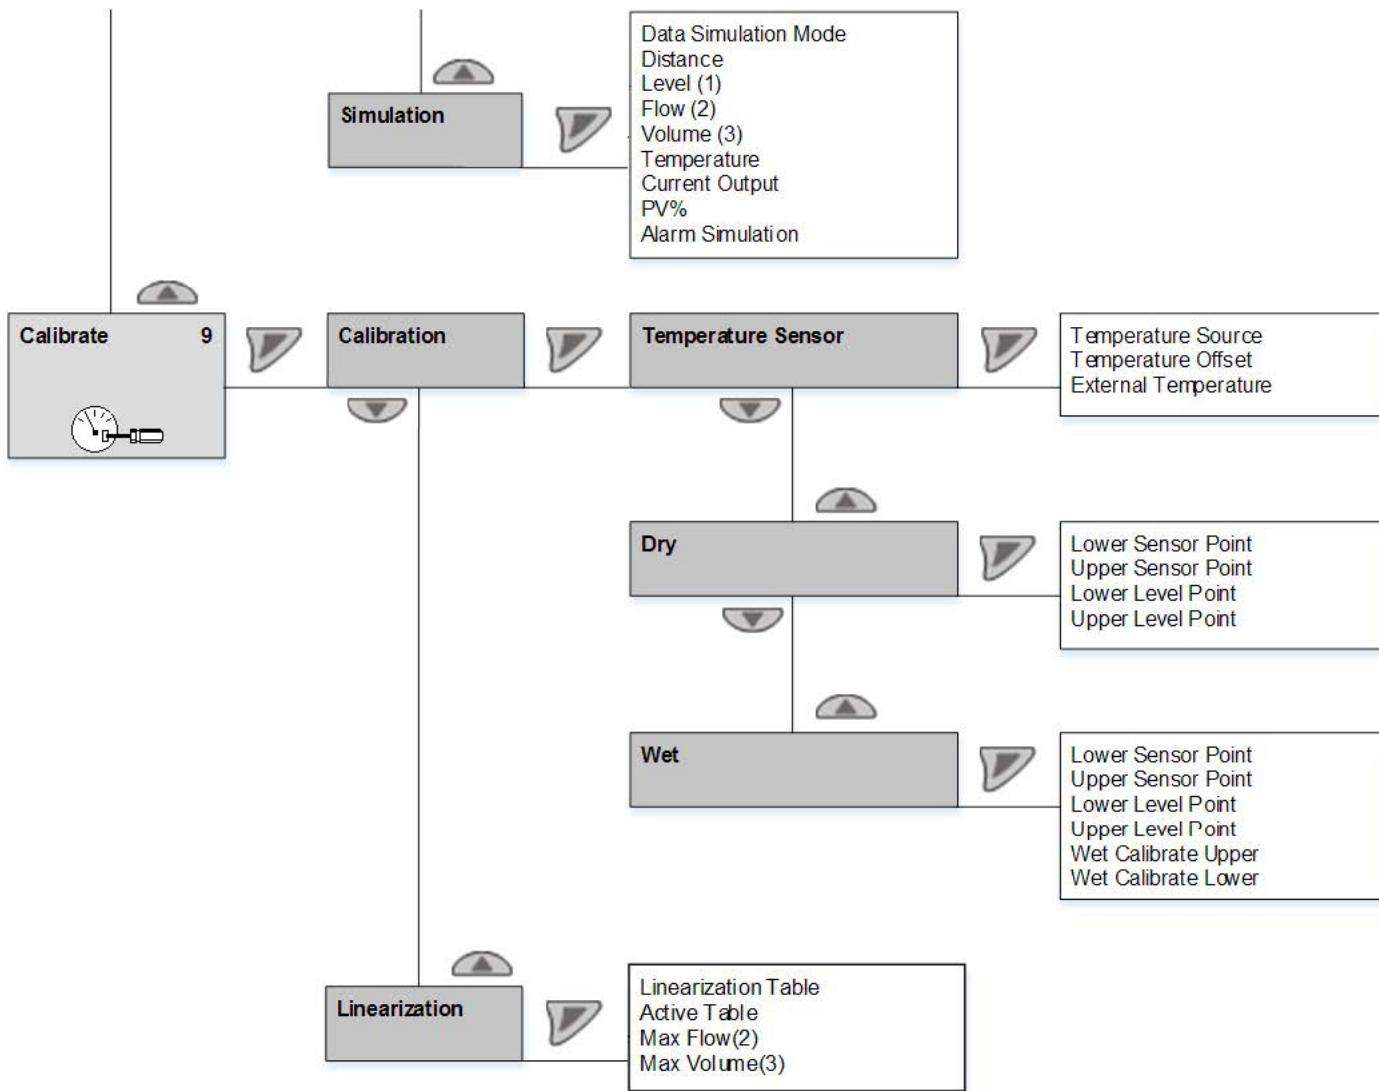 Data Simulation Mode
Distance
Level (1)
Flow (2)
Volume (3)
Temperature
Current Output
PV%
Alarm Simulation
Simulation
Calibrate 9
Calibration
Temperature Sensor
Temperature Source
Temperature Offset
External Temperature
Dry
Lower Sensor Point
Upper Sensor Point
Lower Level Point
Upper Level Point
Wet
Lower Sensor Point
Upper Sensor Point
Lower Level Point
Upper Level Point
Wet Calibrate Upper
Wet Calibrate Lower
Linearization
Linearization Table
Active Table
Max Flow(2)
Max Volume(3)